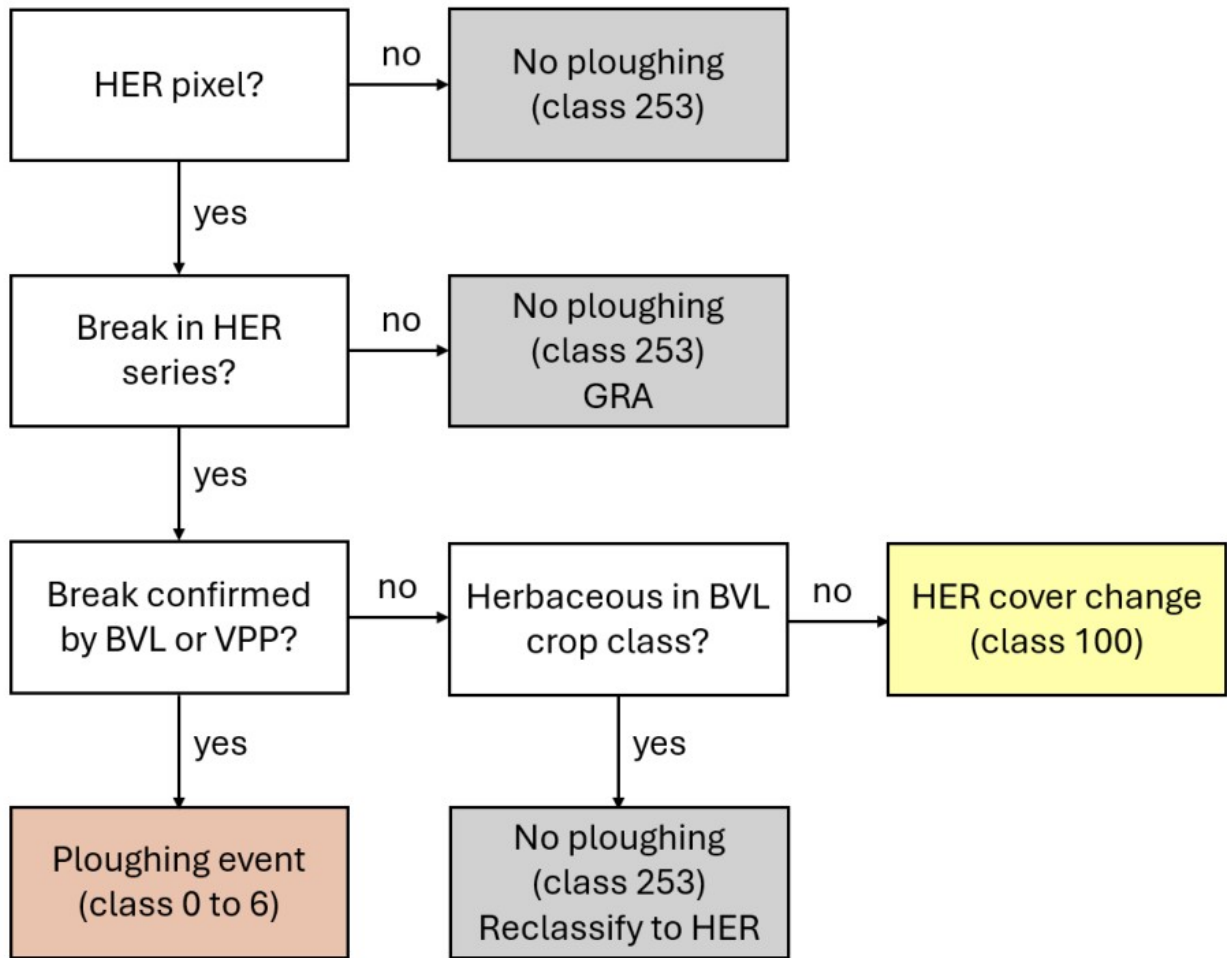 HER pixel?
no
No ploughing
(class 253)
yes
Break in HER
series?
no
No ploughing
(class 253)
GRA
yes
Break confirmed
by BVL or VPP?
no
Herbaceous in BVL
crop class?
no
HER cover change
(class 100)
yes
yes
Ploughing event
(class 0 to 6)
No ploughing
(class 253)
Reclassify to HER